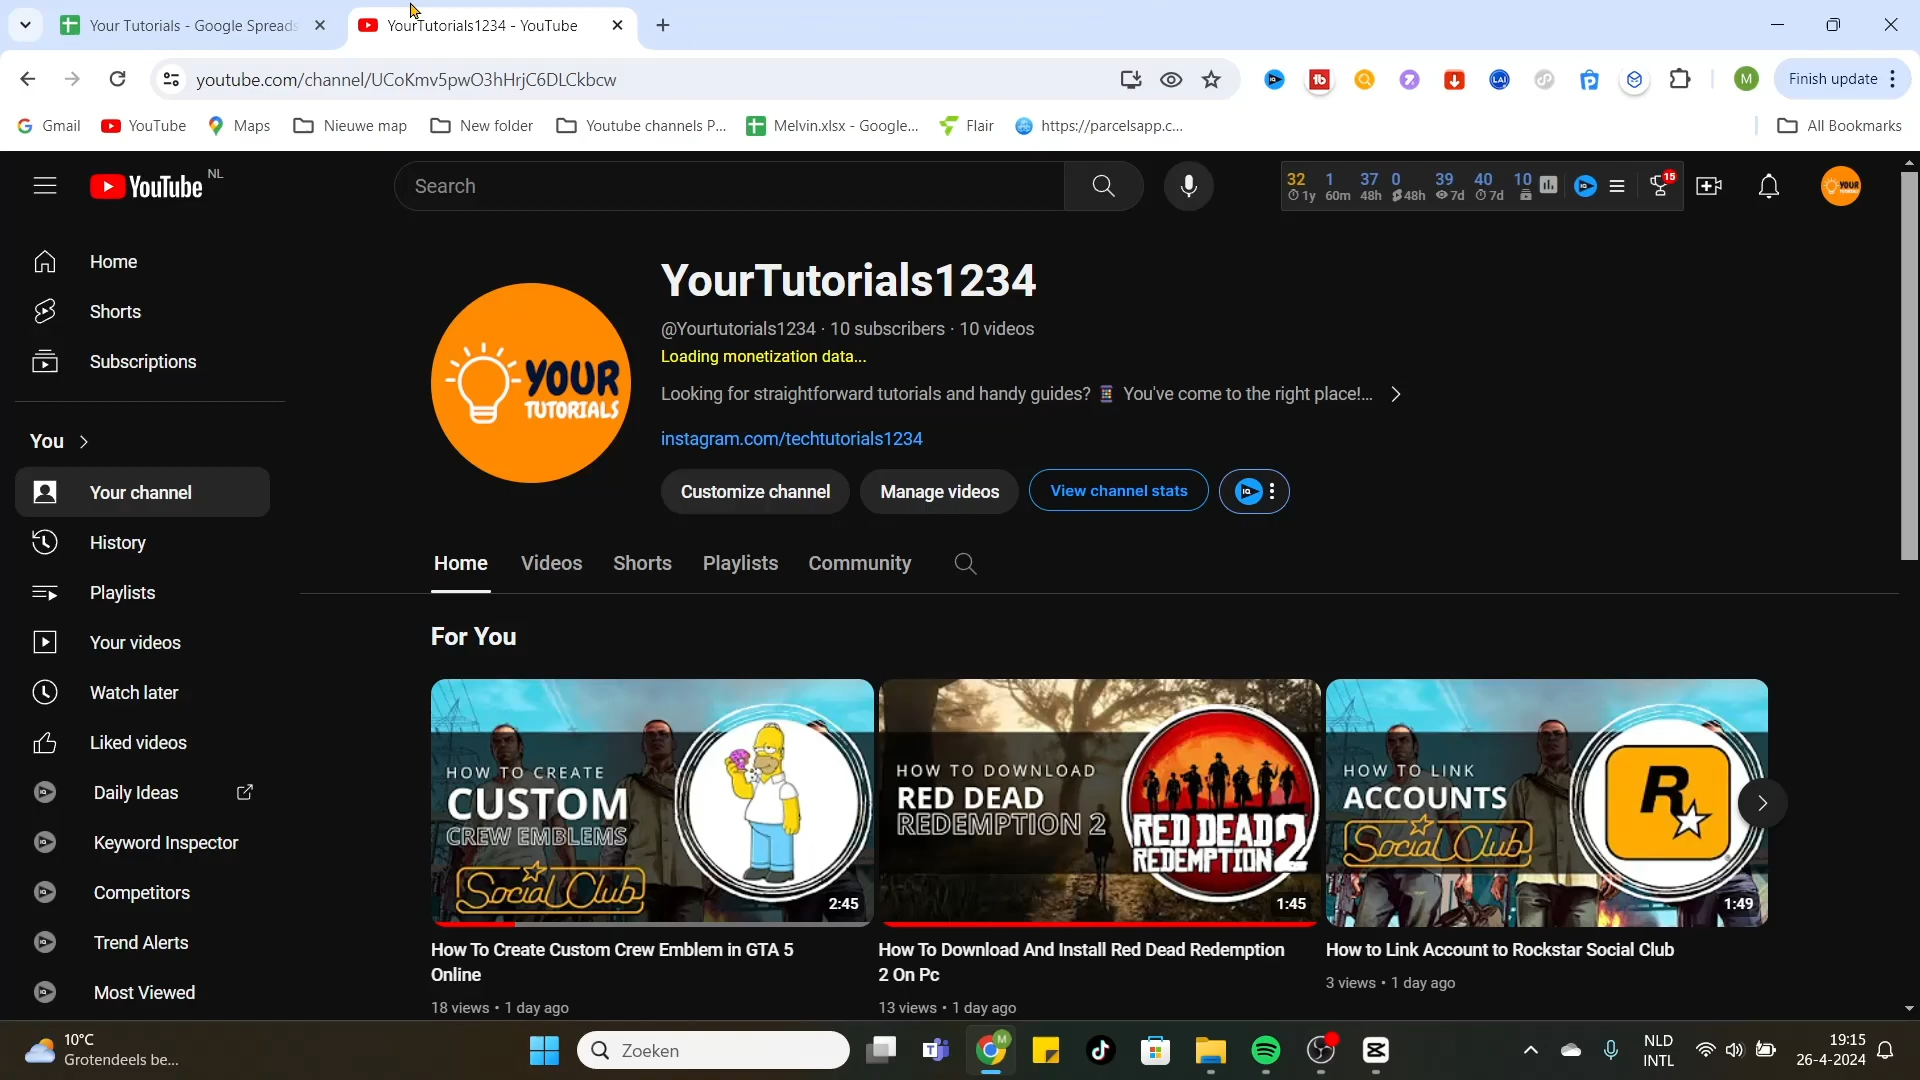 Your Tutorials - Google Spreads
YourTutorials1234 - YouTube
youtube.com/channel/UCoKmv5pwO3hHrjC6DLCkbcw
M
Finish update
Gmail
YouTube
Maps
Nieuwe map
New folder
Youtube channels P...
Melvin.xlsx - Google...
Flair
https://parcelsapp.c...
All Bookmarks
YouTube NL
Search
32 1 37 0 39 40 10
1y 60m 48h 48h 7d 7d
15
Home
Shorts
Subscriptions
You
Your channel
History
Playlists
Your videos
Watch later
Liked videos
Daily Ideas
Keyword Inspector
Competitors
Trend Alerts
Most Viewed
YOUR
TUTORIALS
YourTutorials1234
@Yourtutorials1234 · 10 subscribers · 10 videos
Loading monetization data...
Looking for straightforward tutorials and handy guides? 🧵 You've come to the right place!...
instagram.com/techtutorials1234
Customize channel
Manage videos
View channel stats
Home
Videos
Shorts
Playlists
Community
For You
HOW TO CREATE
CUSTOM
CREW EMBLEMS
Social Club
2:45
HOW TO DOWNLOAD
RED DEAD
REDEMPTION 2
RED DEAD
REDEMPTION 2
1:45
HOW TO LINK
ACCOUNTS
Social Club
R
1:49
How To Create Custom Crew Emblem in GTA 5
Online
18 views • 1 day ago
How To Download And Install Red Dead Redemption
2 On Pc
13 views • 1 day ago
How to Link Account to Rockstar Social Club
3 views • 1 day ago
10°C
Grotendeels be...
Zoeken
NLD
INTL
19:15
26-4-2024